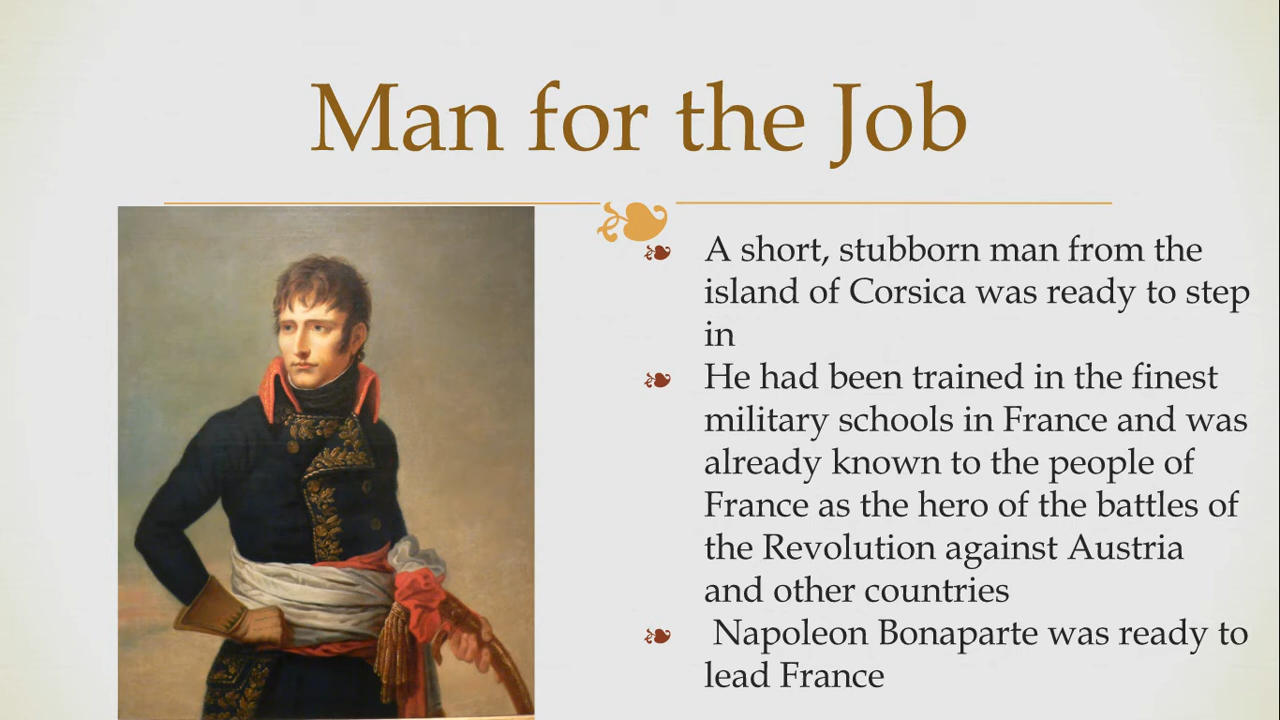 Man for the Job
A short, stubborn man from the
island of Corsica was ready to step
in
He had been trained in the finest
military schools in France and was
already known to the people of
France as the hero of the battles of
the Revolution against Austria
and other countries
Napoleon Bonaparte was ready to
lead France